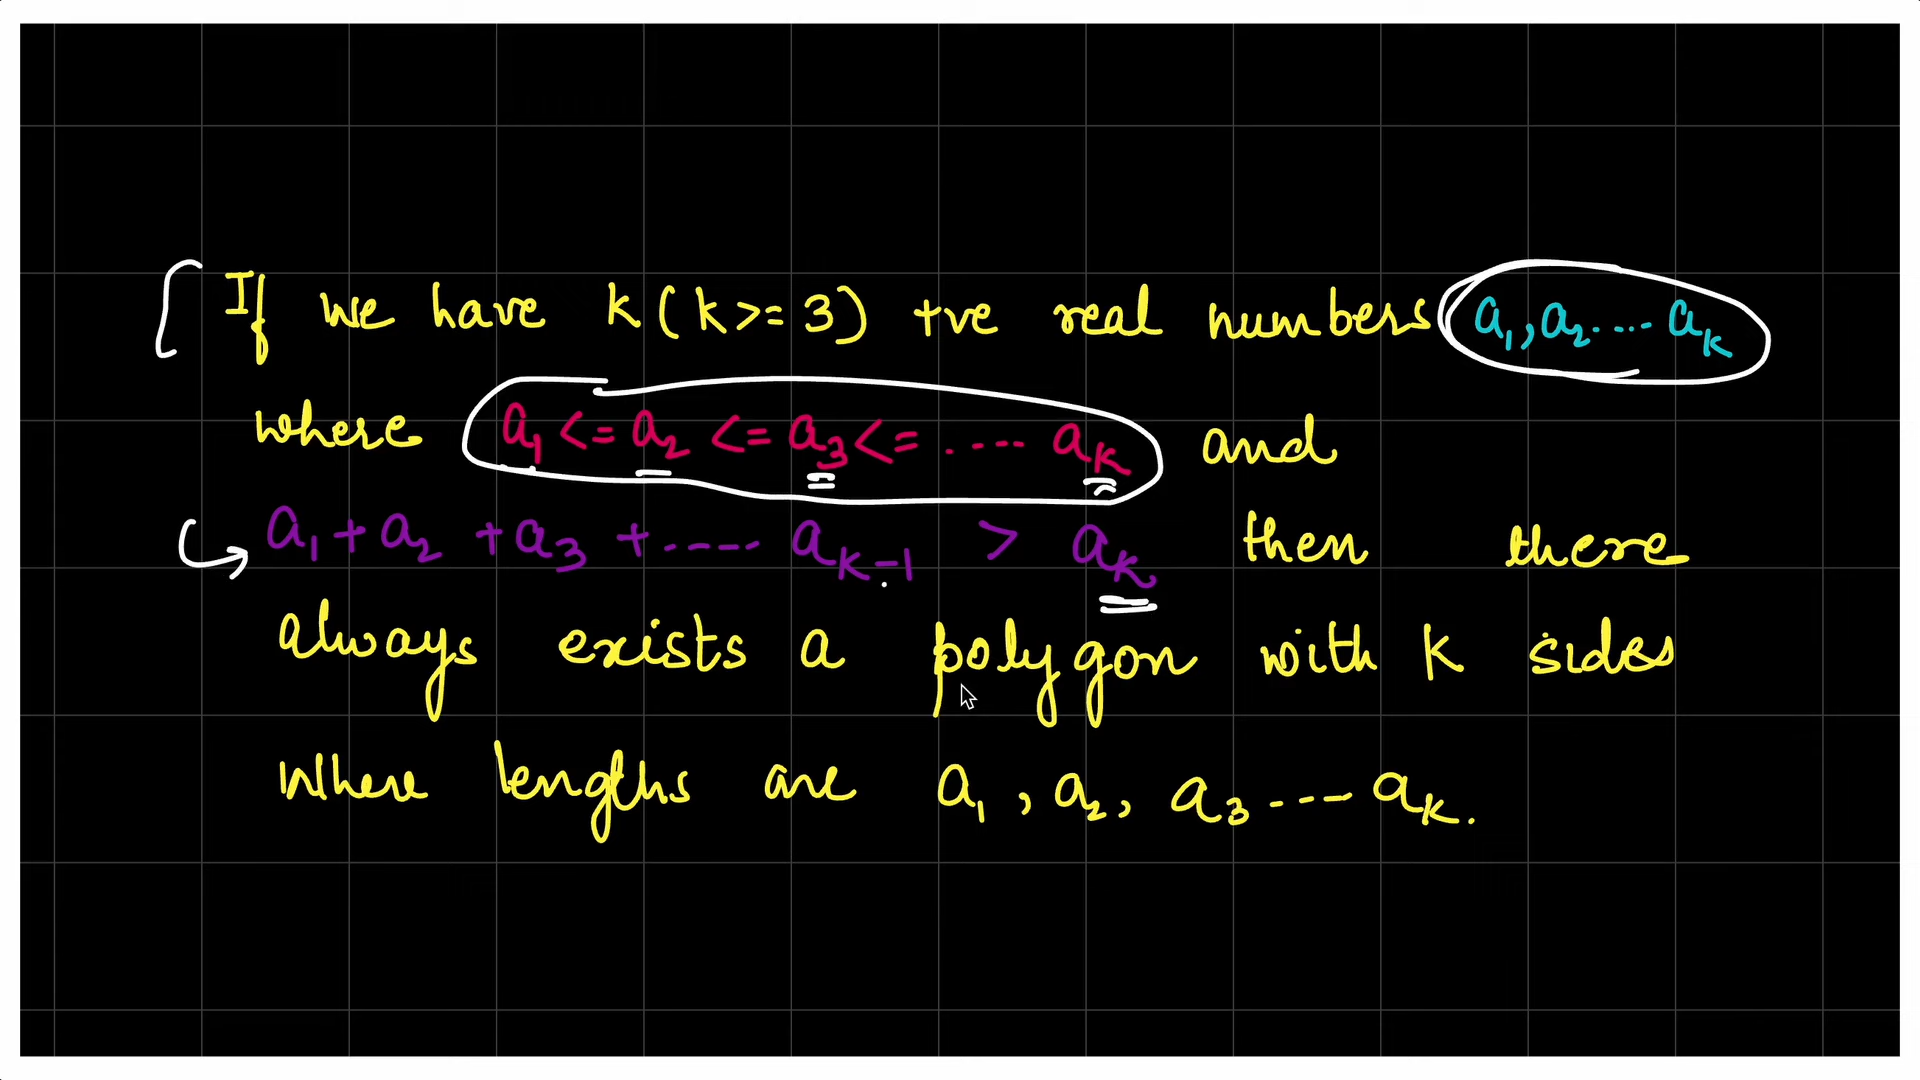 If we have k (k>=3) +ve real numbers a₁, a₂ .... aₖ
where a₁ <= a₂ <= a₃ <= ..... aₖ and
a₁ + a₂ + a₃ + ..... aₖ₋₁ > aₖ then there
always exists a polygon with k sides
where lengths are a₁, a₂, a₃ --- aₖ.